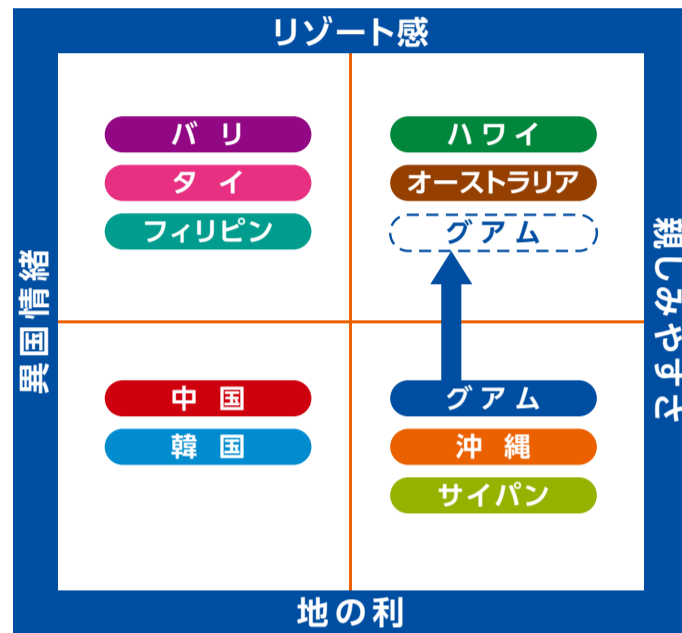 リゾート感
異国情緒
親しみやすさ
バリ
タイ
フィリピン
ハワイ
オーストラリア
グアム
中国
韓国
グアム
沖縄
サイパン
地の利